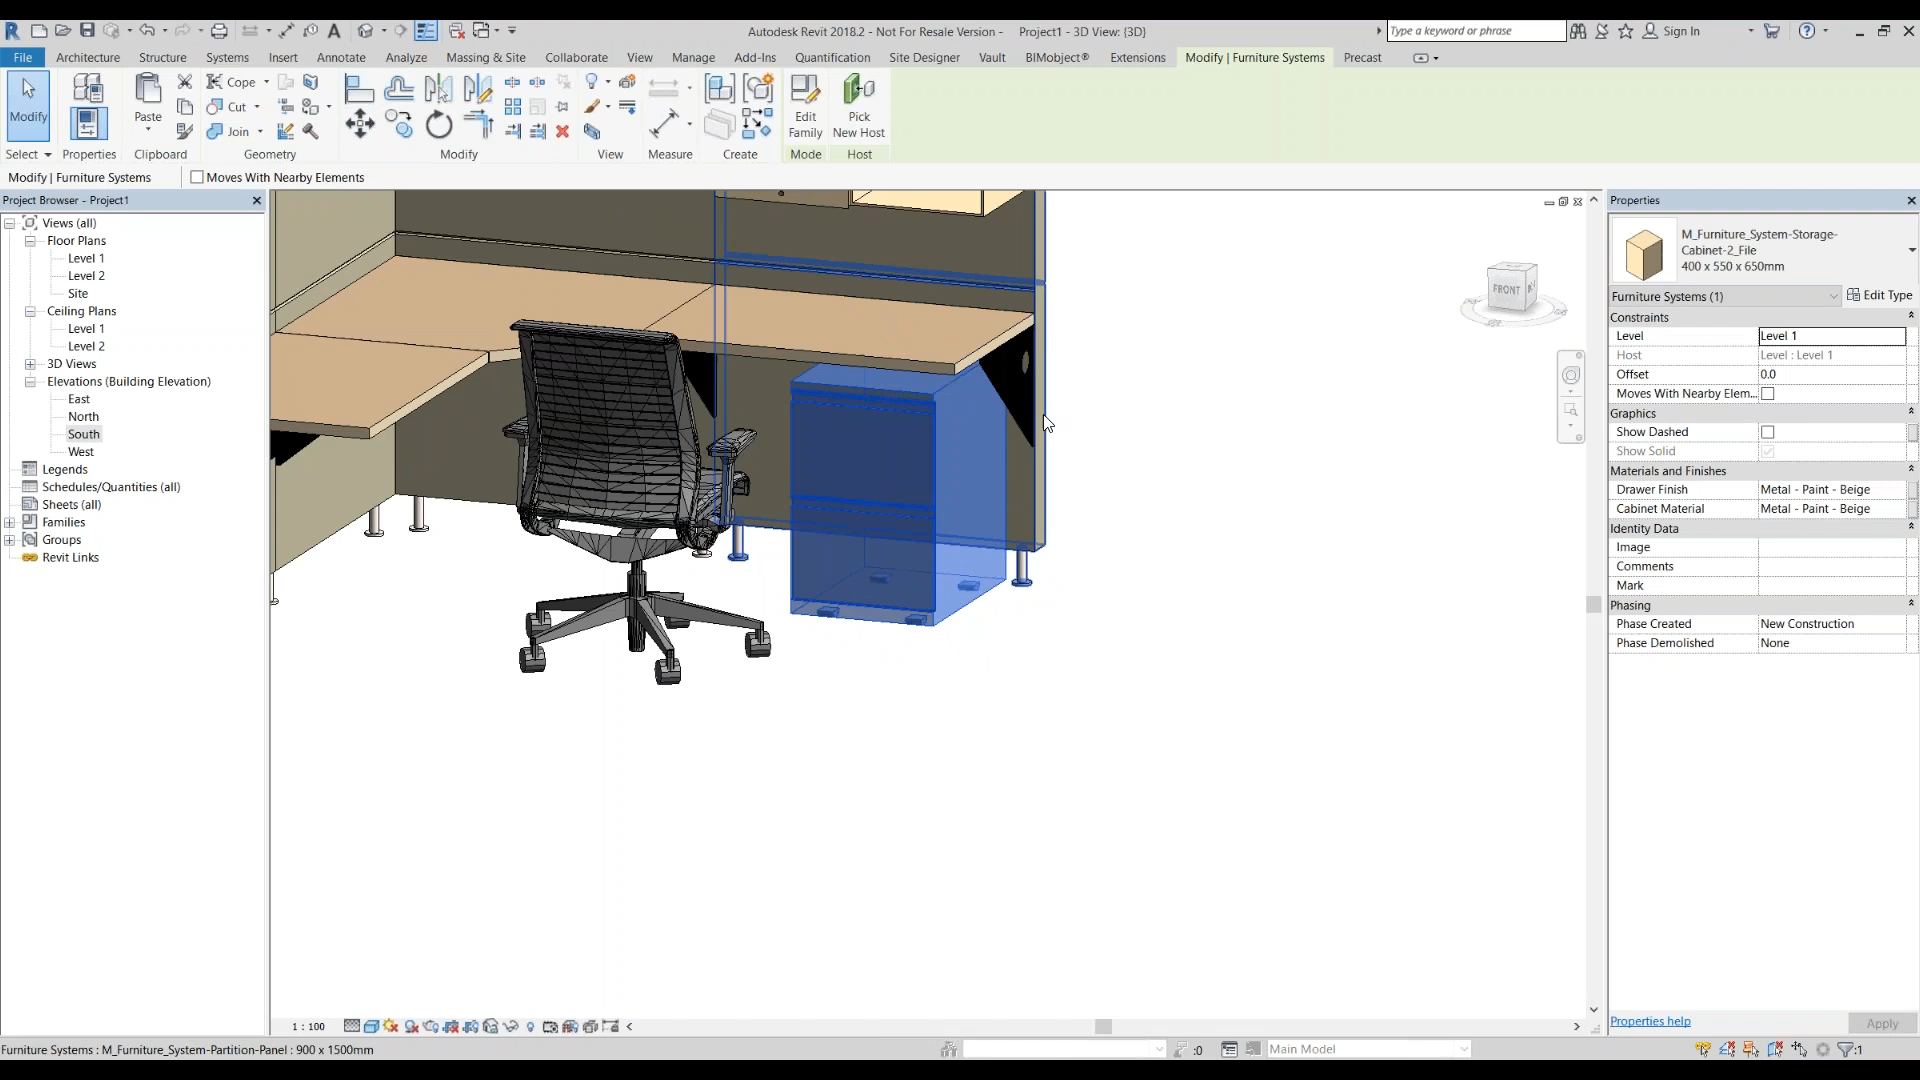 Autodesk Revit 2018.2 - Not For Resale Version - Project1 - 3D View: {3D}
Type a keyword or phrase
Sign In
File Architecture Structure Systems Insert Annotate Analyze Massing & Site Collaborate View Manage Add-Ins Quantification Site Designer Vault BIMobject® Extensions Modify | Furniture Systems Precast
Modify
Paste
Cope
Cut
Join
Edit Family
Pick New Host
Select Properties Clipboard Geometry Modify View Measure Create Mode Host
Modify | Furniture Systems Moves With Nearby Elements
Project Browser - Project1
Views (all)
Floor Plans
Level 1
Level 2
Site
Ceiling Plans
Level 1
Level 2
3D Views
Elevations (Building Elevation)
East
North
South
West
Legends
Schedules/Quantities (all)
Sheets (all)
Families
Groups
Revit Links
FRONT
Properties
M_Furniture_System-Storage-
Cabinet-2_File
400 x 550 x 650mm
Furniture Systems (1) Edit Type
Constraints
Level Level 1
Host Level : Level 1
Offset 0.0
Moves With Nearby Elem...
Graphics
Show Dashed
Show Solid
Materials and Finishes
Drawer Finish Metal - Paint - Beige
Cabinet Material Metal - Paint - Beige
Identity Data
Image
Comments
Mark
Phasing
Phase Created New Construction
Phase Demolished None
Properties help Apply
1 : 100
Furniture Systems : M_Furniture_System-Partition-Panel : 900 x 1500mm
:0
Main Model
:1